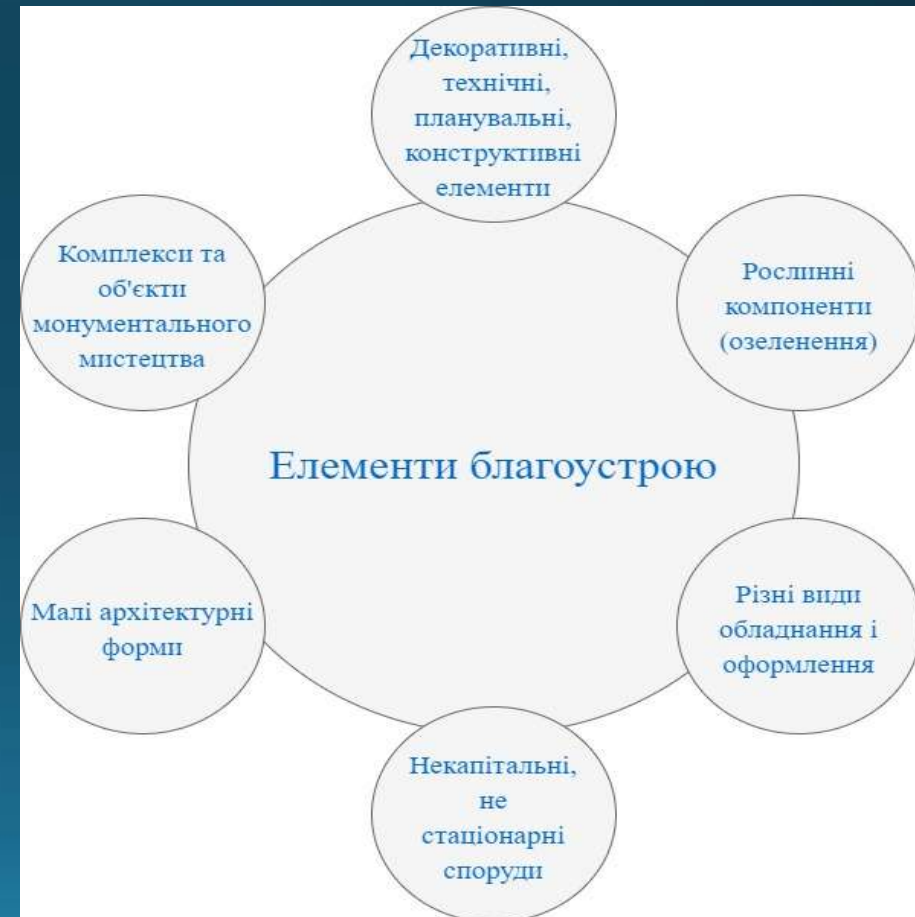 Декоративні,
технічні,
планувальні,
конструктивні
елементи
Комплекси та
об'єкти
монументального
мистецтва
Рослинні
компоненти
(озеленення)
Елементи благоустрою
Малі архітектурні
форми
Різні види
обладнання і
оформлення
Некапітальні,
не
стаціонарні
споруди